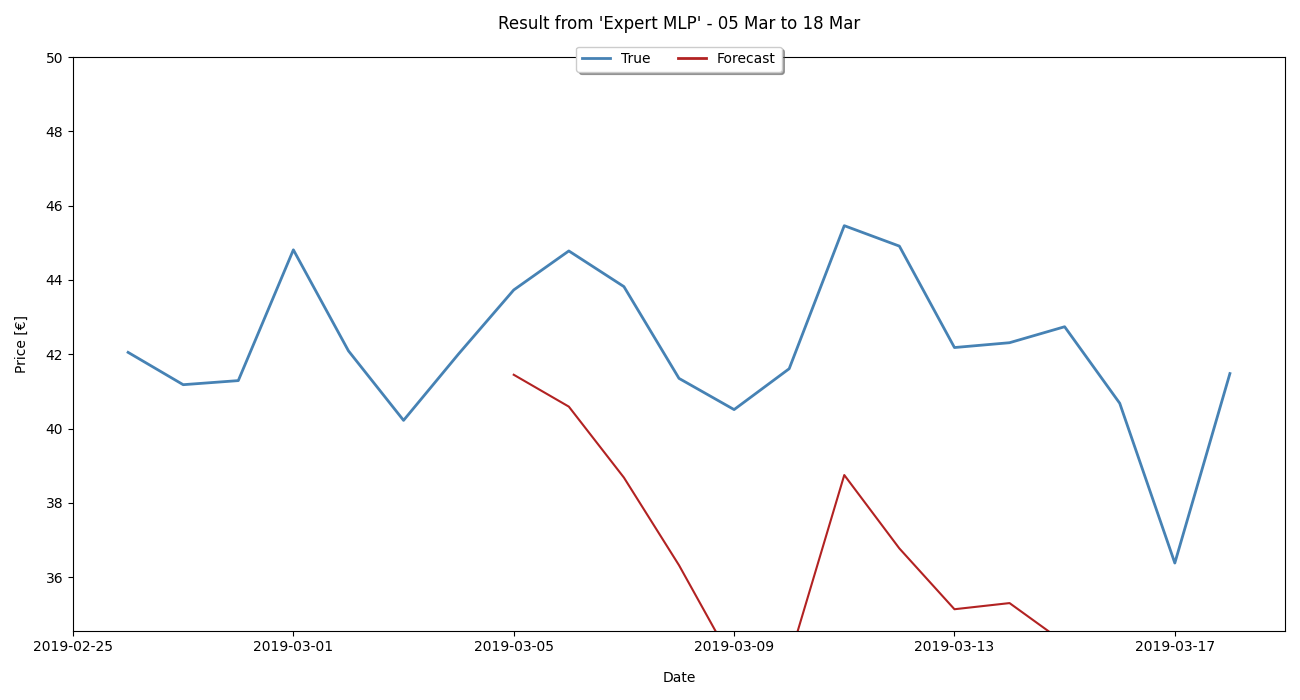 Result from 'Expert MLP' - 05 Mar to 18 Mar
True Forecast
50
48
46
44
42
40
38
36
Price [€]
2019-02-25 2019-03-01 2019-03-05 2019-03-09 2019-03-13 2019-03-17
Date